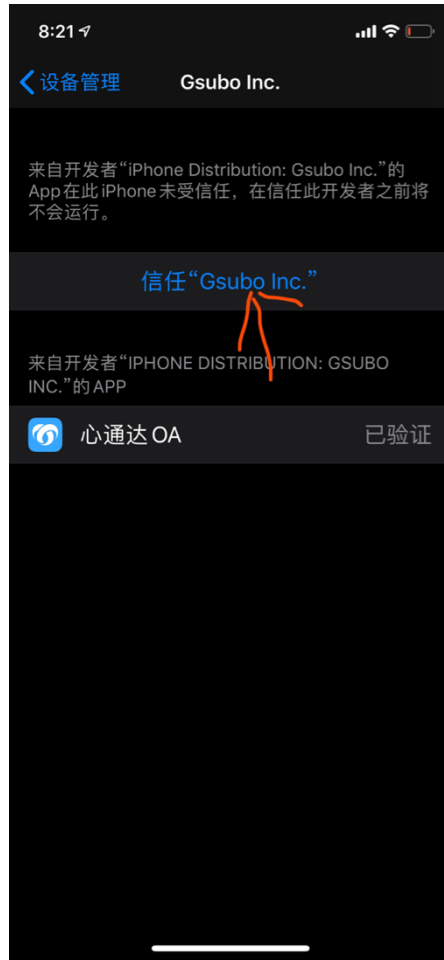 8:21
设备管理
Gsubo Inc.
来自开发者“iPhone Distribution: Gsubo Inc.”的
App在此iPhone未受信任，在信任此开发者之前将
不会运行。
信任“Gsubo Inc.”
来自开发者“IPHONE DISTRIBUTION: GSUBO
INC.”的 APP
心通达OA
已验证